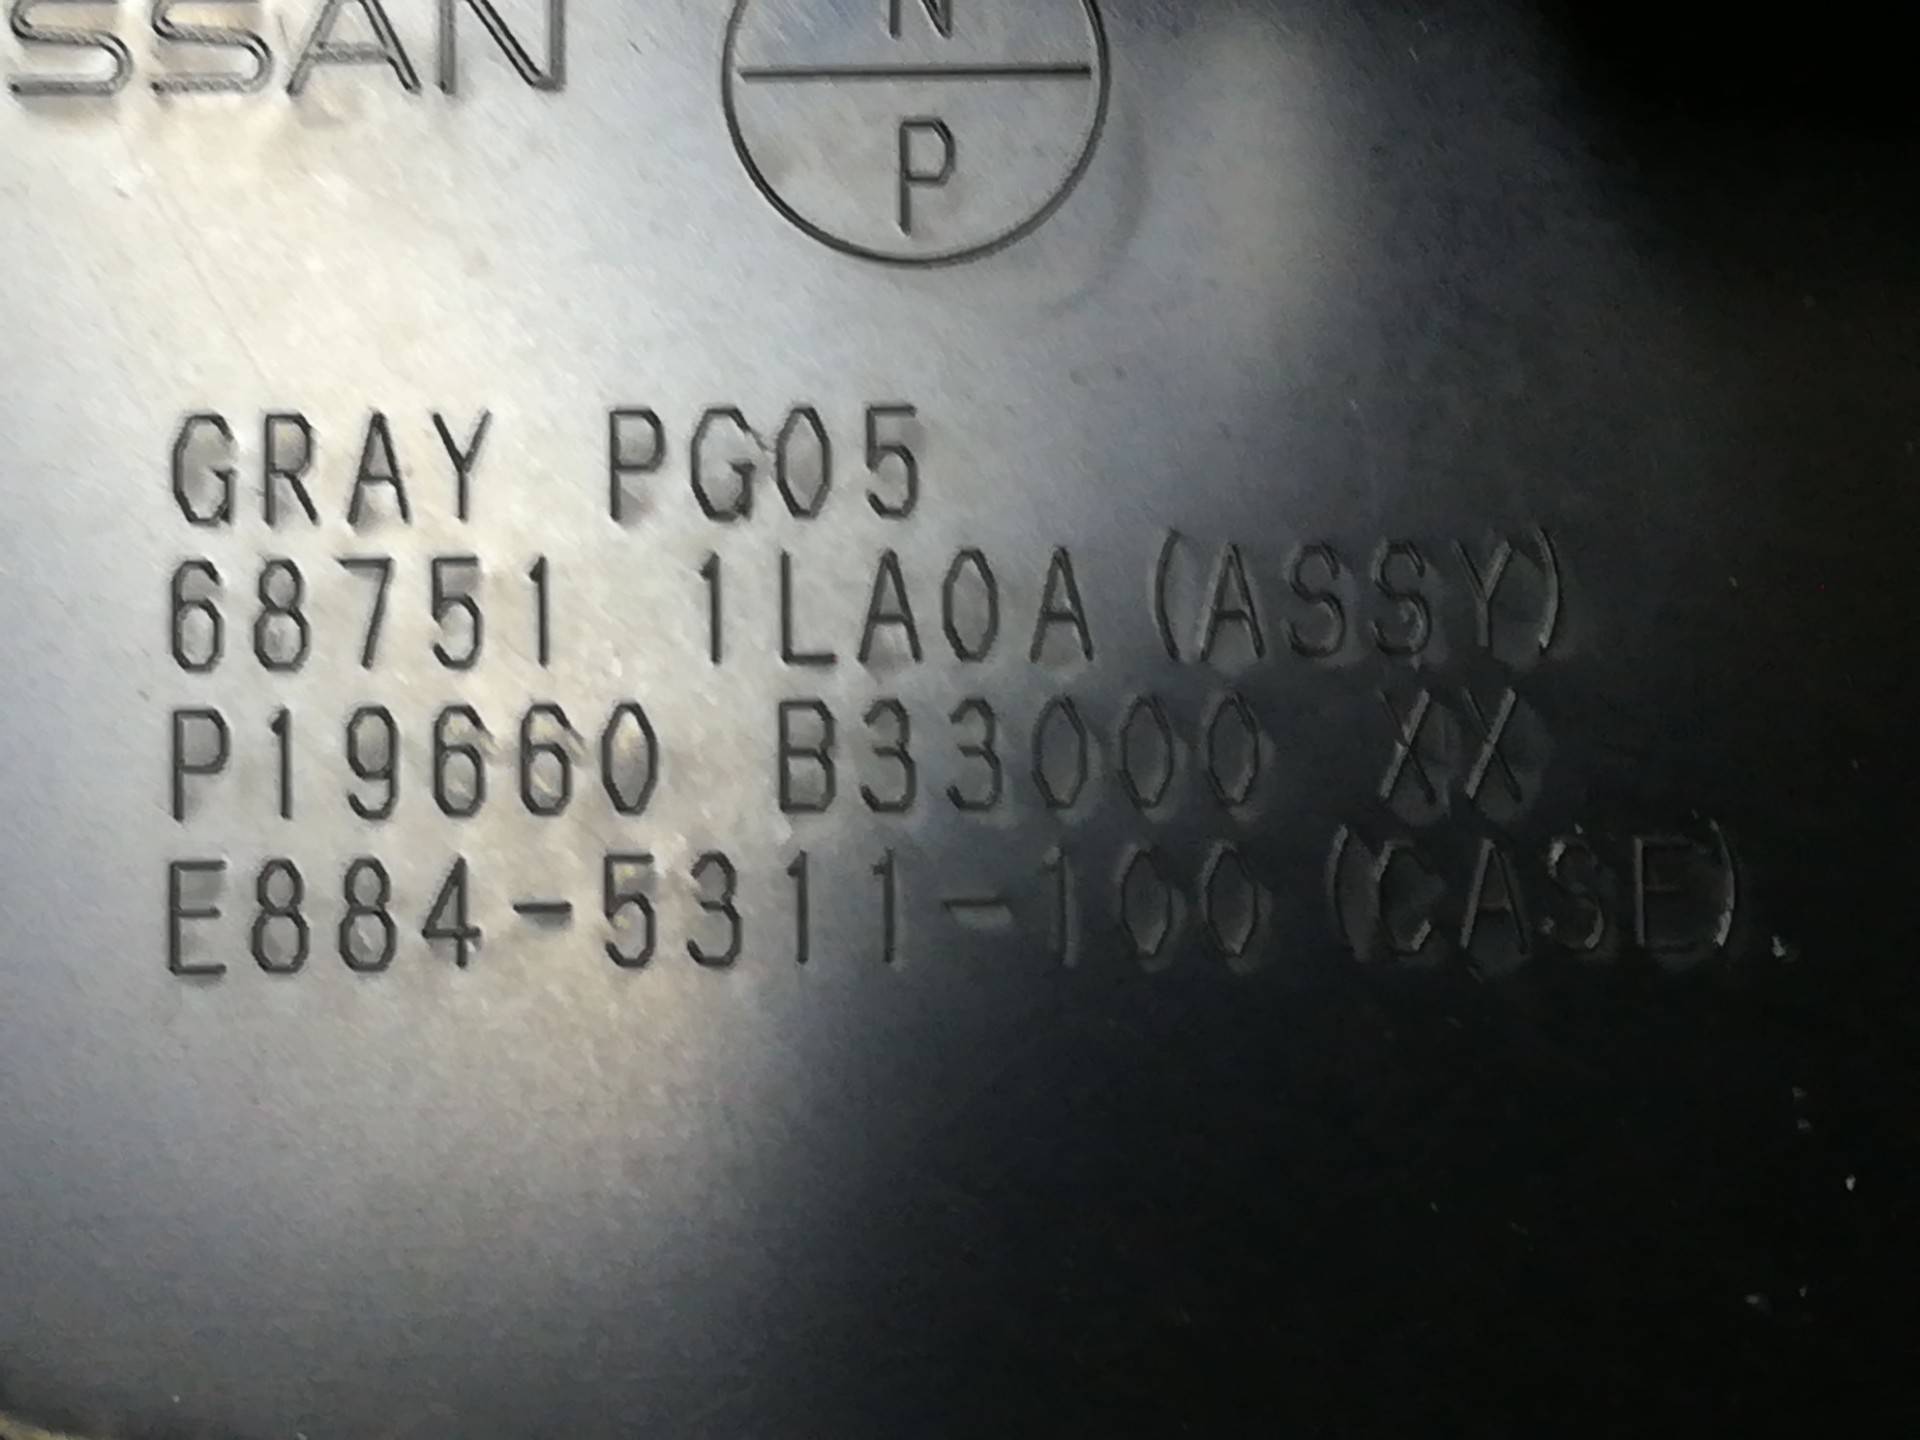 SSAN
N
P
GRAY PG05
68751 1LA0A(ASSY)
P19660 B33000 XX
E884-5311-100(CASE)